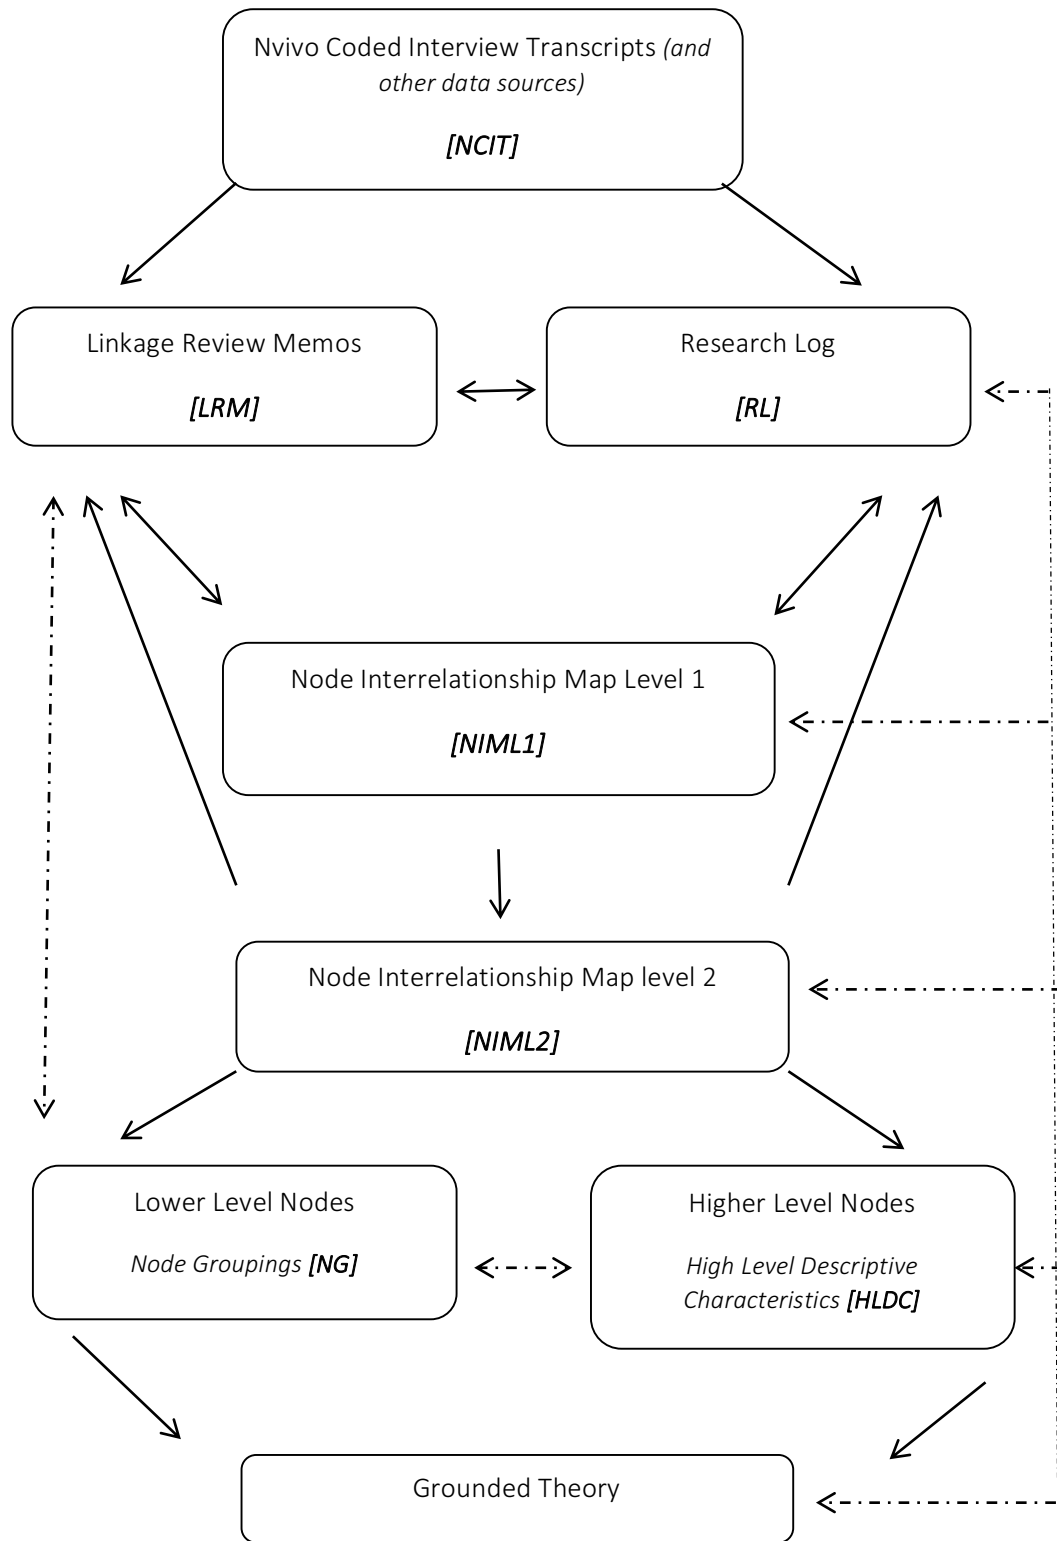 Nvivo Coded Interview Transcripts (and
other data sources)
[NCIT]
Linkage Review Memos
[LRM]
Research Log
[RL]
Node Interrelationship Map Level 1
[NIML1]
Node Interrelationship Map level 2
[NIML2]
Lower Level Nodes
Node Groupings [NG]
Higher Level Nodes
High Level Descriptive
Characteristics [HLDC]
Grounded Theory